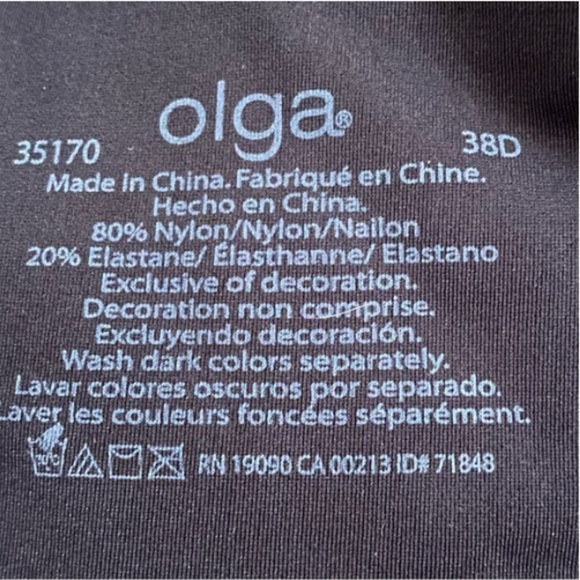 olga®
35170 38D
Made in China. Fabriqué en Chine.
Hecho en China.
80% Nylon/Nylon/Nailon
20% Elastane/ Élasthanne/ Elastano
Exclusive of decoration.
Decoration non comprise.
Excluyendo decoración.
Wash dark colors separately.
Lavar colores oscuros por separado.
Laver les couleurs foncées séparément.
RN 19090 CA 00213 ID# 71848